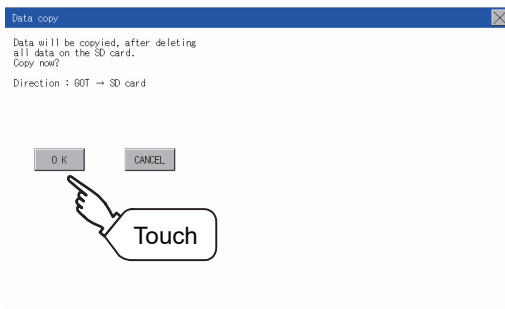 Data copy
Data will be copyied, after deleting
all data on the SD card.
Copy now?
Direction : GOT → SD card
O K
CANCEL
Touch